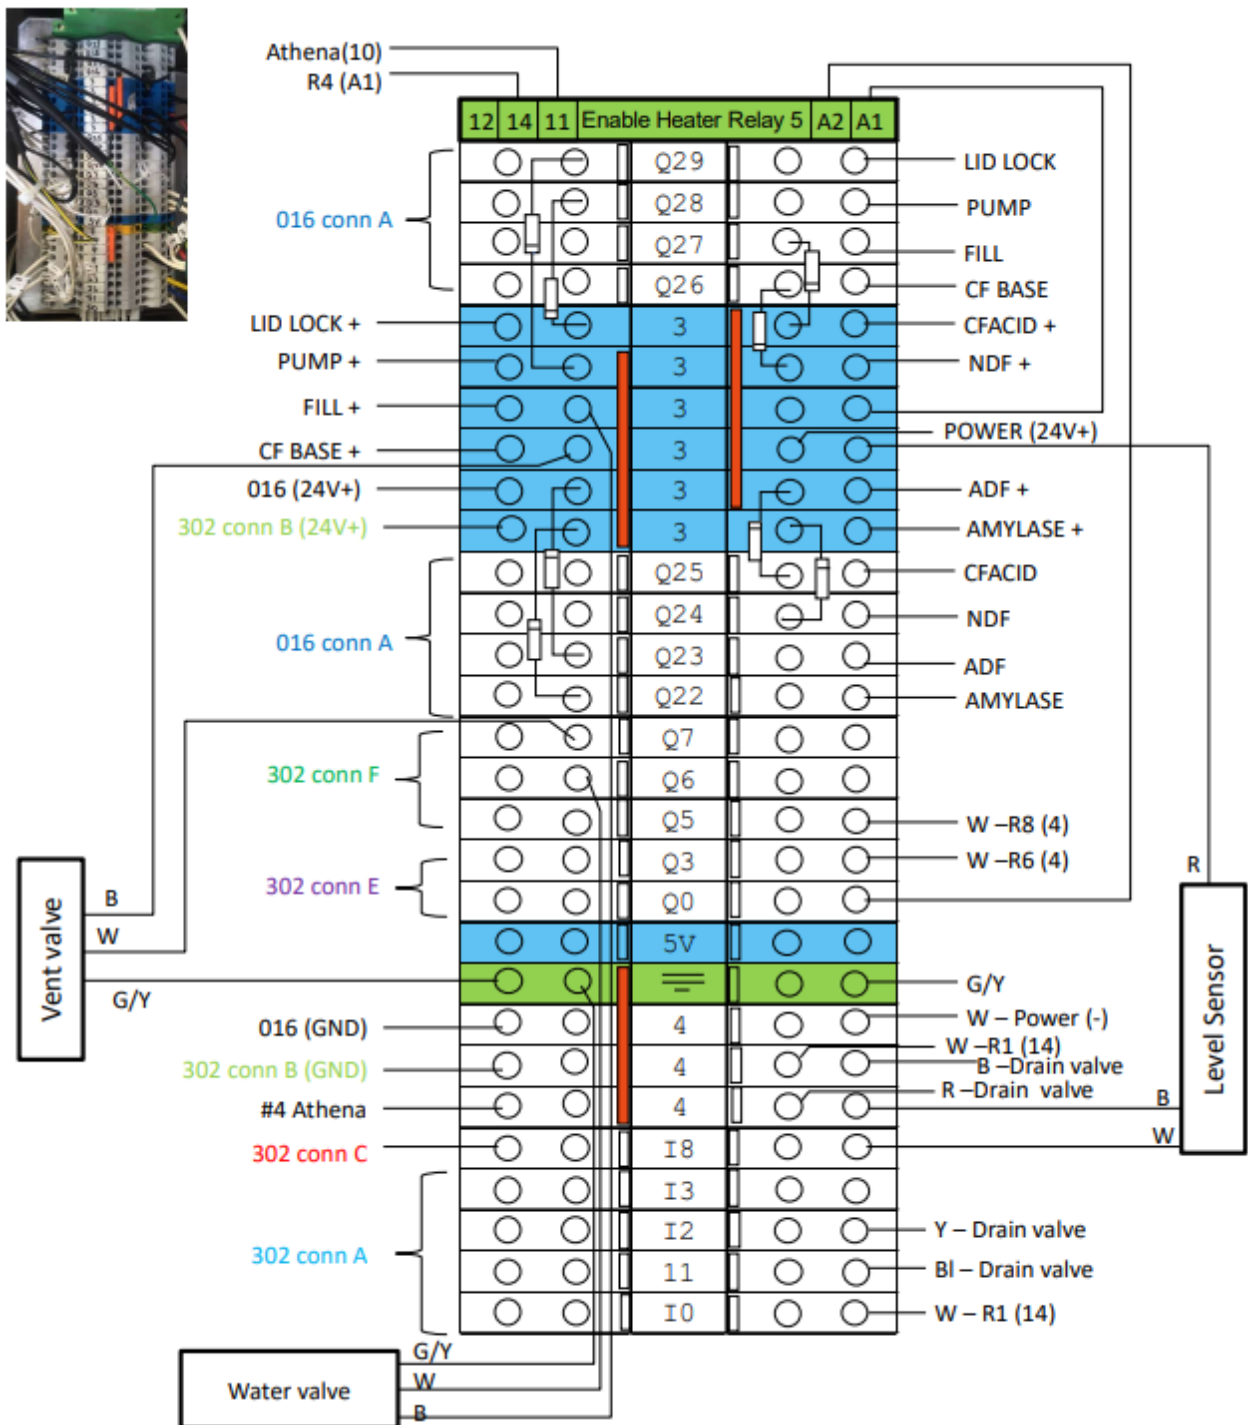 Athena(10)
R4 (A1)
12 14 11 Enable Heater Relay 5 A2 A1
Q29 LID LOCK
016 conn A Q28 PUMP
Q27 FILL
Q26 CF BASE
LID LOCK + 3 CFACID +
PUMP + 3 NDF +
FILL + 3
CF BASE + 3 POWER (24V+)
016 (24V+) 3 ADF +
302 conn B (24V+) 3 AMYLASE +
Q25 CFACID
016 conn A Q24 NDF
Q23 ADF
Q22 AMYLASE
Q7
302 conn F Q6
Q5 W –R8 (4)
Q3 W –R6 (4)
302 conn E Q0
5V
G/Y
016 (GND) 4 W – Power (-)
W –R1 (14)
302 conn B (GND) 4 B –Drain valve
R –Drain valve
#4 Athena 4
302 conn C I8
I3
I2 Y – Drain valve
302 conn A 11 Bl – Drain valve
I0 W – R1 (14)
Vent valve
B
W
G/Y
Level Sensor
R
B
W
Water valve
G/Y
W
B